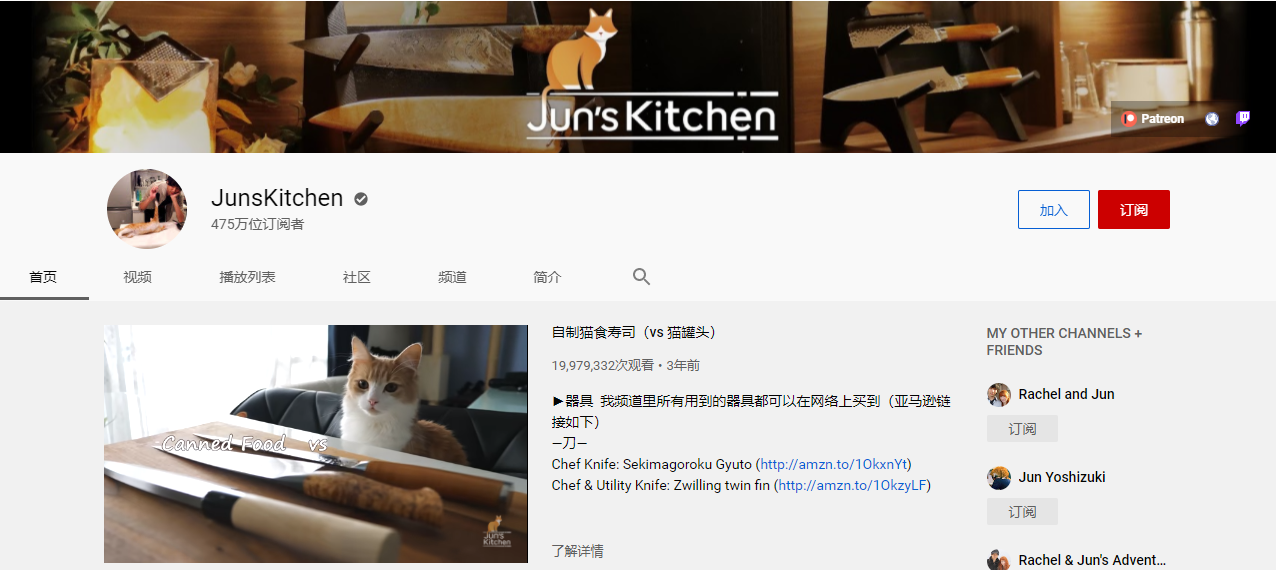 Jun's Kitchen
Patreon
JunsKitchen
475万位订阅者
加入
订阅
首页
视频
播放列表
社区
频道
简介
Canned Food vs
Jun's
Kitchen
自制猫食寿司（vs 猫罐头）
19,979,332次观看 • 3年前
►器具 我频道里所有用到的器具都可以在网络上买到（亚马逊链
接如下）
—刀—
Chef Knife: Sekimagoroku Gyuto (http://amzn.to/1OkxnYt)
Chef & Utility Knife: Zwilling twin fin (http://amzn.to/1OkzyLF)
了解详情
MY OTHER CHANNELS +
FRIENDS
Rachel and Jun
订阅
Jun Yoshizuki
订阅
Rachel & Jun's Advent...